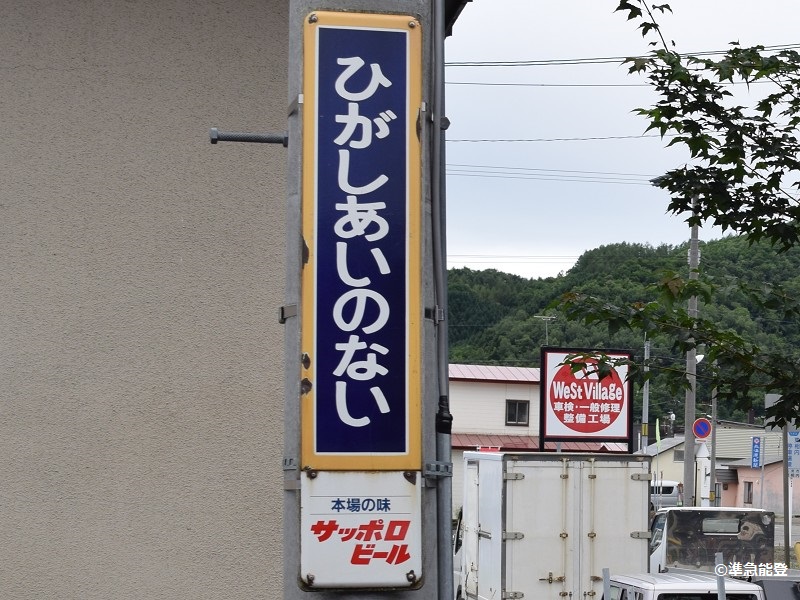 ひがしあいのない
本場の味
サッポロ
ビール
West Village
車検・一般修理
整備工場
©準急能登